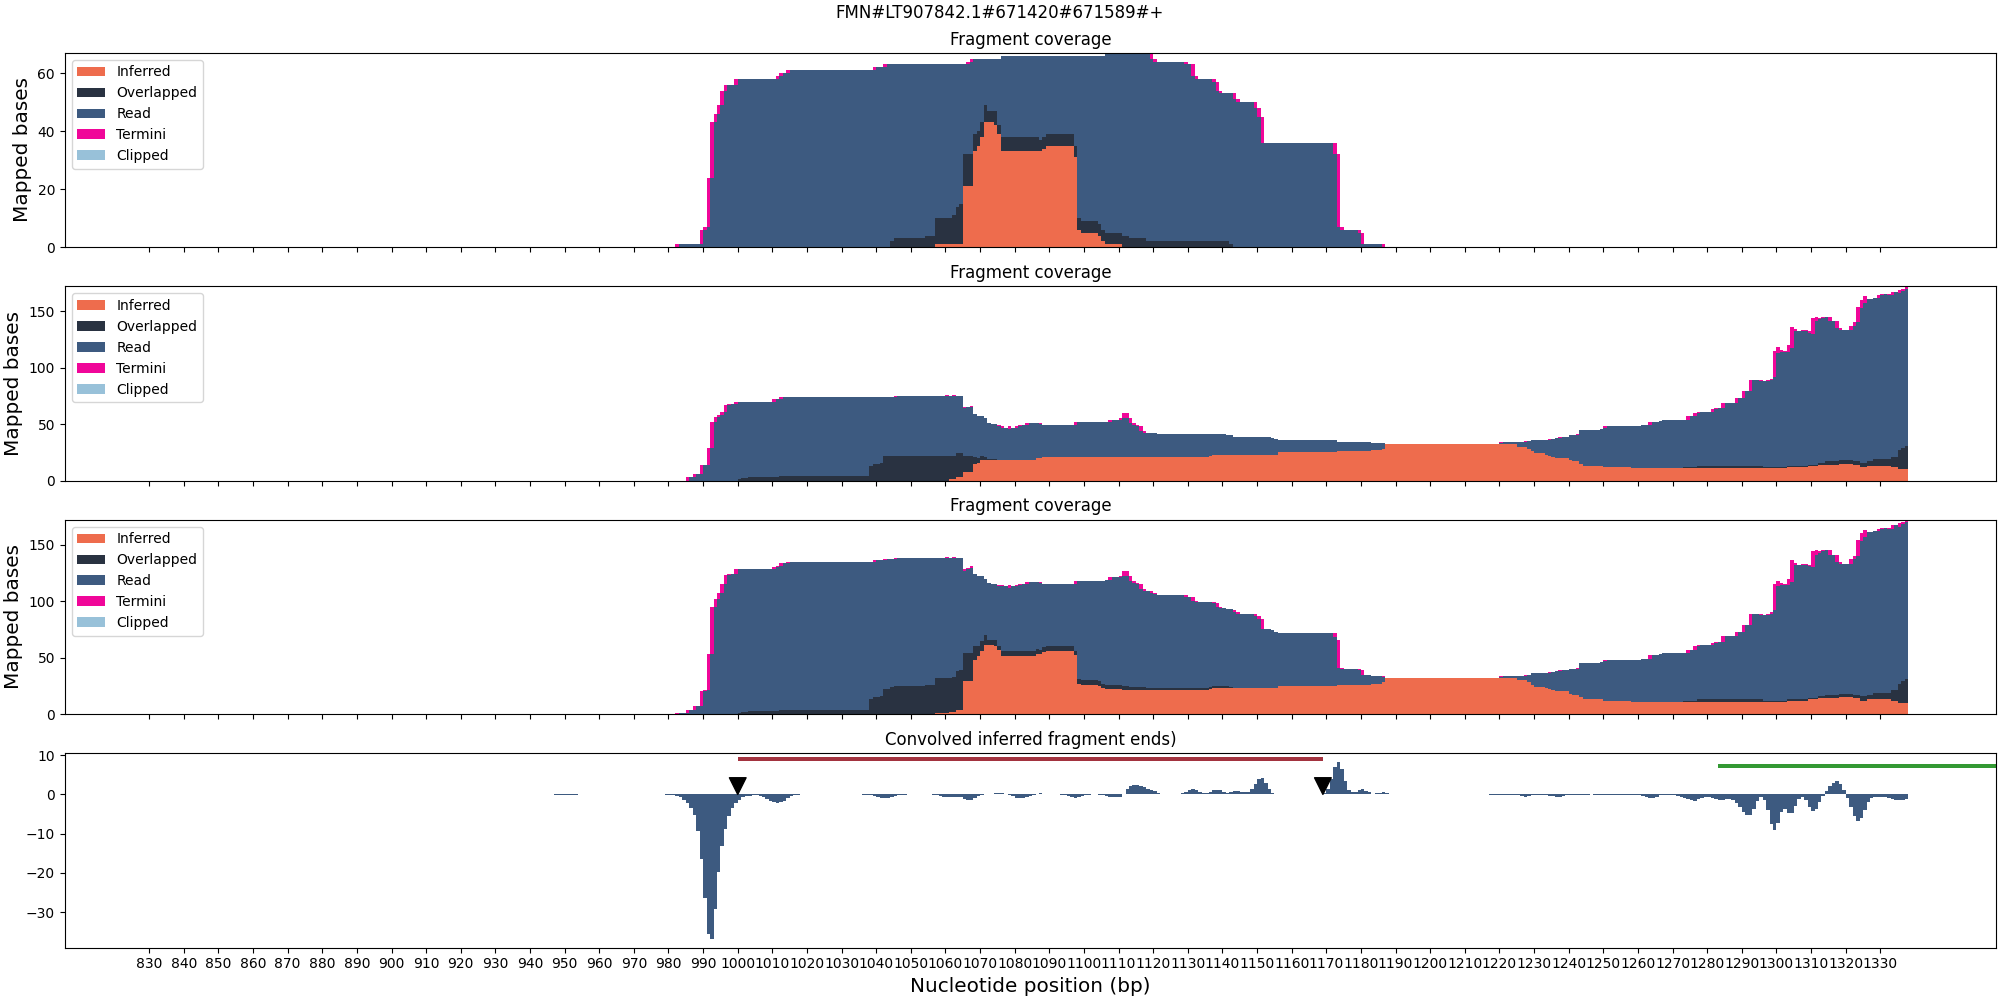 FMN#LT907842.1#671420#671589#+
Fragment coverage
Mapped bases
60
40
20
0
Inferred
Overlapped
Read
Termini
Clipped
Fragment coverage
Mapped bases
150
100
50
0
Inferred
Overlapped
Read
Termini
Clipped
Fragment coverage
Mapped bases
150
100
50
0
Inferred
Overlapped
Read
Termini
Clipped
Convolved inferred fragment ends)
10
0
−10
−20
−30
830 840 850 860 870 880 890 900 910 920 930 940 950 960 970 980 990 1000 1010 1020 1030 1040 1050 1060 1070 1080 1090 1100 1110 1120 1130 1140 1150 1160 1170 1180 1190 1200 1210 1220 1230 1240 1250 1260 1270 1280 1290 1300 1310 1320 1330
Nucleotide position (bp)